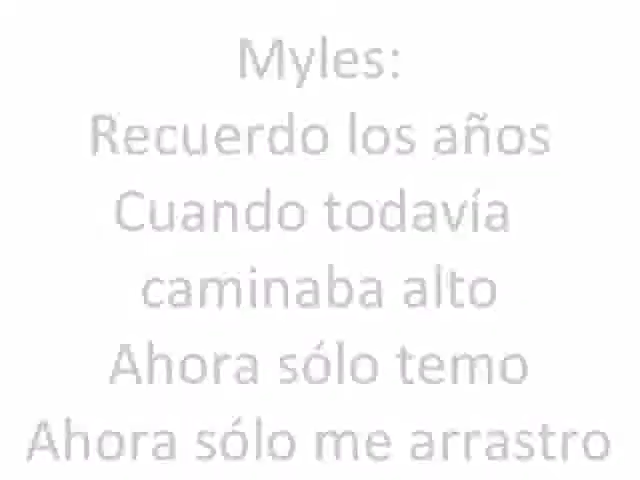 Myles:
Recuerdo los años
Cuando todavía
caminaba alto
Ahora sólo temo
Ahora sólo me arrastro